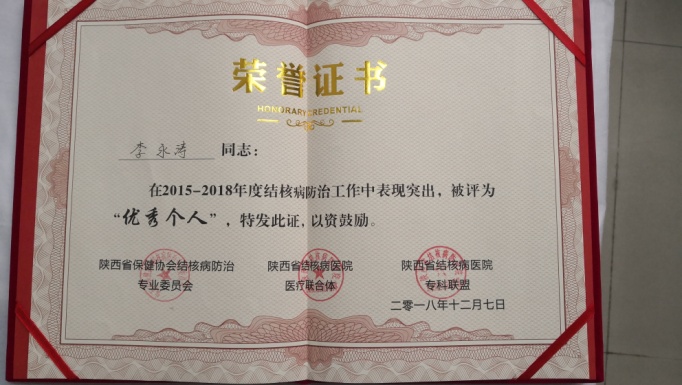 荣誉证书
HONORARY CREDENTIAL
李永涛 同志：
在2015-2018年度结核病防治工作中表现突出，被评为
“优秀个人”，特发此证，以资鼓励。
陕西省保健协会结核病防治
专业委员会
陕西省结核病医院
医疗联合体
陕西省结核病医院
专科联盟
二零一八年十二月七日